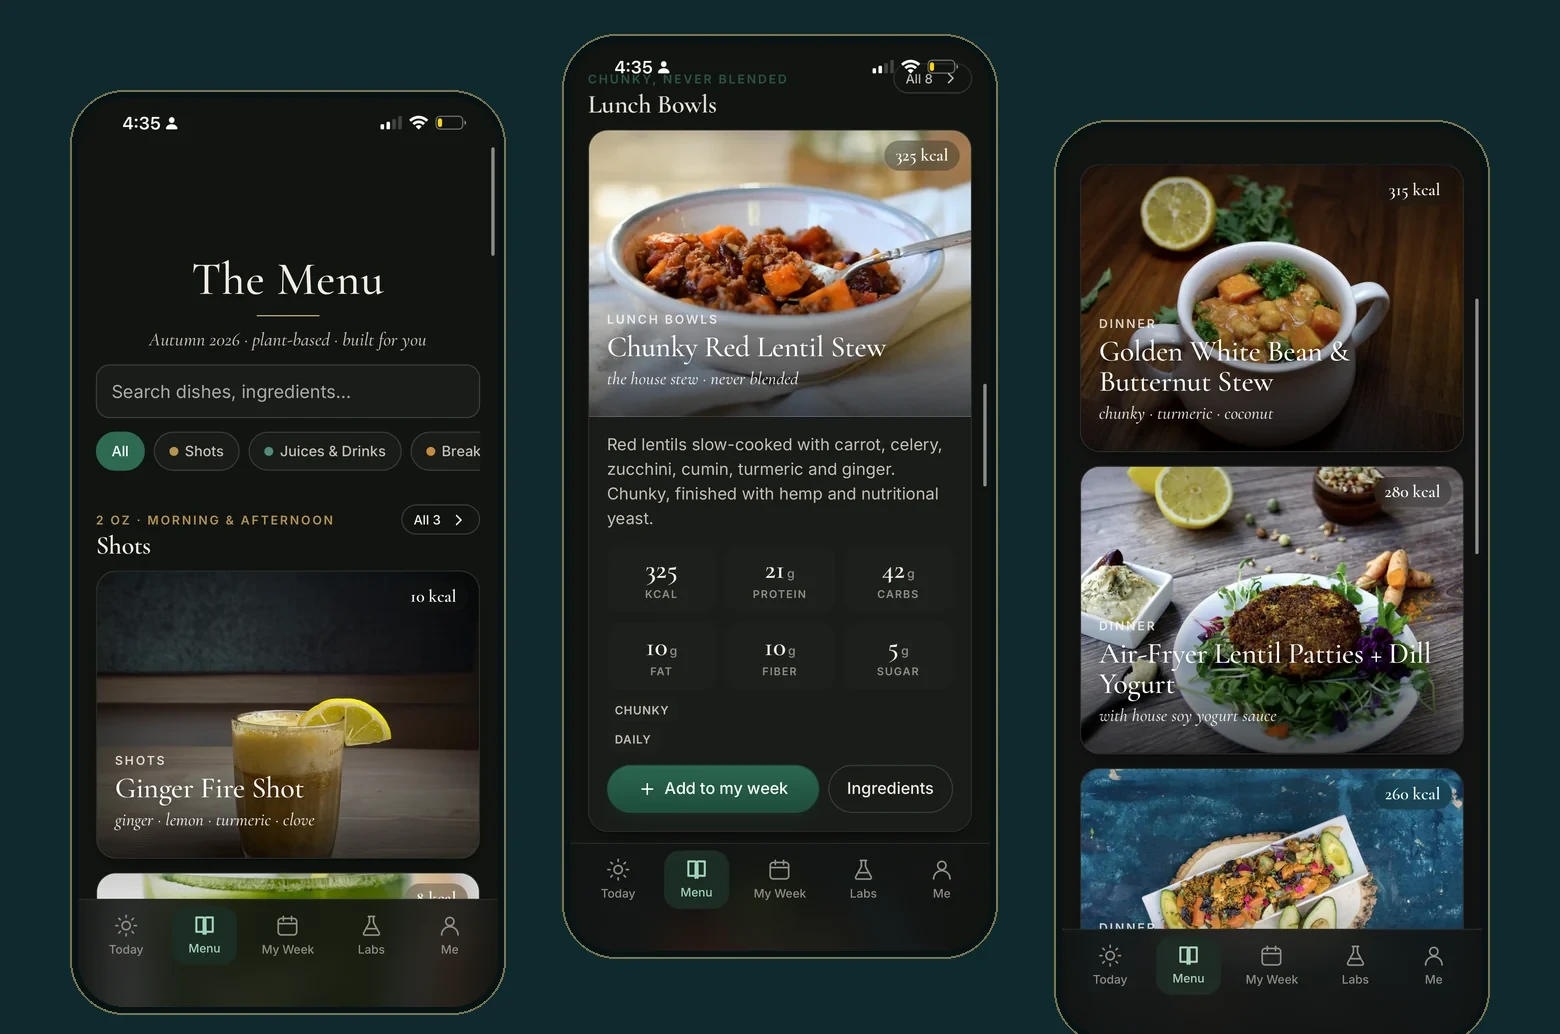 4:35
The Menu
Autumn 2026 · plant-based · built for you
Search dishes, ingredients...
All
Shots
Juices & Drinks
Break
2 OZ · MORNING & AFTERNOON
All 3
Shots
10 kcal
SHOTS
Ginger Fire Shot
ginger · lemon · turmeric · clove
8 kcal
Today
Menu
My Week
Labs
Me
4:35
CHUNKY, NEVER BLENDED
All 8
Lunch Bowls
325 kcal
LUNCH BOWLS
Chunky Red Lentil Stew
the house stew · never blended
Red lentils slow-cooked with carrot, celery,
zucchini, cumin, turmeric and ginger.
Chunky, finished with hemp and nutritional
yeast.
325
KCAL
21 g
PROTEIN
42 g
CARBS
10 g
FAT
10 g
FIBER
5 g
SUGAR
CHUNKY
DAILY
+ Add to my week
Ingredients
Today
Menu
My Week
Labs
Me
315 kcal
DINNER
Golden White Bean &
Butternut Stew
chunky · turmeric · coconut
280 kcal
DINNER
Air-Fryer Lentil Patties + Dill
Yogurt
with house soy yogurt sauce
260 kcal
DINNER
Today
Menu
My Week
Labs
Me